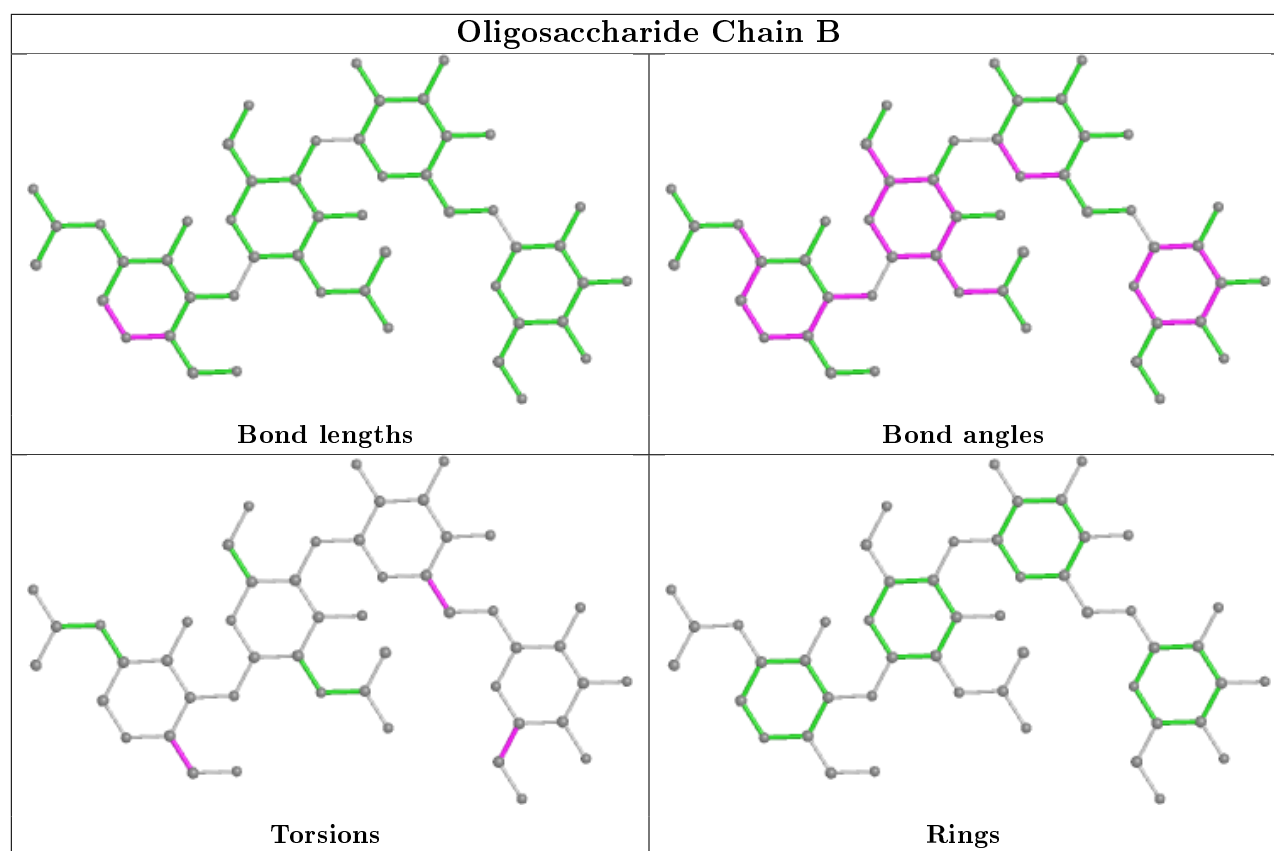 Oligosaccharide Chain B
Bond lengths
Bond angles
Torsions
Rings